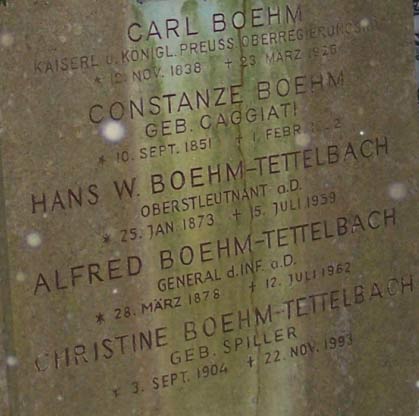 CARL BOEHM
KAISERL. U. KÖNIGL. PREUSS. OBERREGIERUNGSR.
* 12. NOV. 1838 + 23. MÄRZ 1926
CONSTANZE BOEHM
GEB. CAGGIATI
* 10. SEPT. 1851 + 1. FEBR.
HANS W. BOEHM-TETTELBACH
OBERSTLEUTNANT a.D.
* 25. JAN 1873 + 15. JULI 1959
ALFRED BOEHM-TETTELBACH
GENERAL d. INF. a.D.
* 28. MÄRZ 1878 + 12. JULI 1962
CHRISTINE BOEHM-TETTELBACH
GEB. SPILLER
* 3. SEPT. 1904 + 22. NOV. 1993